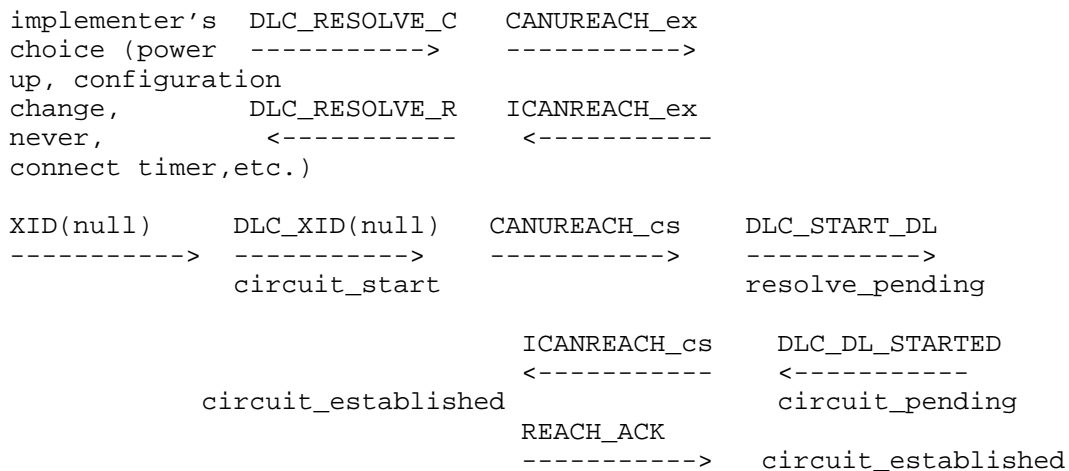 implementer's  DLC_RESOLVE_C   CANUREACH_ex
choice (power  ----------->    ----------->
up, configuration
change,        DLC_RESOLVE_R   ICANREACH_ex
never,          <-----------    <-----------
connect timer,etc.)

XID(null)     DLC_XID(null)  CANUREACH_cs    DLC_START_DL
-----------> ----------->    ----------->    ----------->
              circuit_start                  resolve_pending

                               ICANREACH_cs    DLC_DL_STARTED
                               <-----------    <-----------
            circuit_established                circuit_pending
                               REACH_ACK
                               ----------->   circuit_established